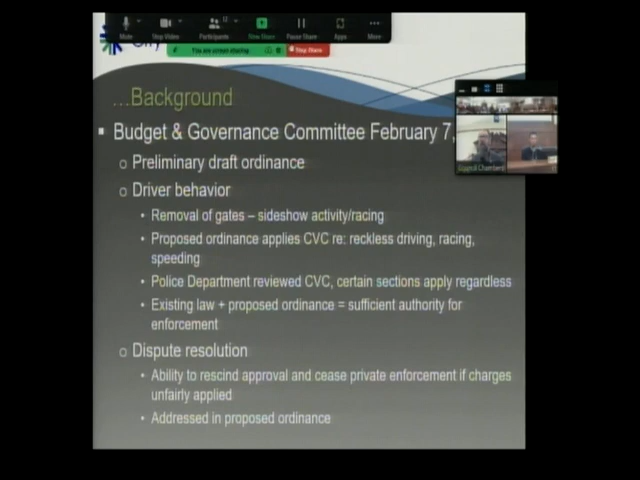 Mute
Stop Video
Participants
New Share
Pause Share
Apps
More
City
You are screen sharing
Stop Share
...Background
Budget & Governance Committee February 7,
Preliminary draft ordinance
Driver behavior
Removal of gates – sideshow activity/racing
Proposed ordinance applies CVC re: reckless driving, racing,
speeding
Police Department reviewed CVC, certain sections apply regardless
Existing law + proposed ordinance = sufficient authority for
enforcement
Dispute resolution
Ability to rescind approval and cease private enforcement if charges
unfairly applied
Addressed in proposed ordinance
Council Chambers